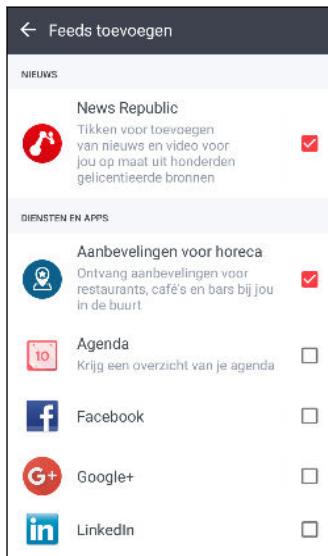 Feeds toevoegen
NIEUWS
News Republic
Tikken voor toevoegen
van nieuws en video voor
jou op maat uit honderden
gelicentieerde bronnen
DIENSTEN EN APPS
Aanbevelingen voor horeca
Ontvang aanbevelingen voor
restaurants, café's en bars bij jou
in de buurt
10
Agenda
Krijg een overzicht van je agenda
f
Facebook
G+
Google+
in
LinkedIn